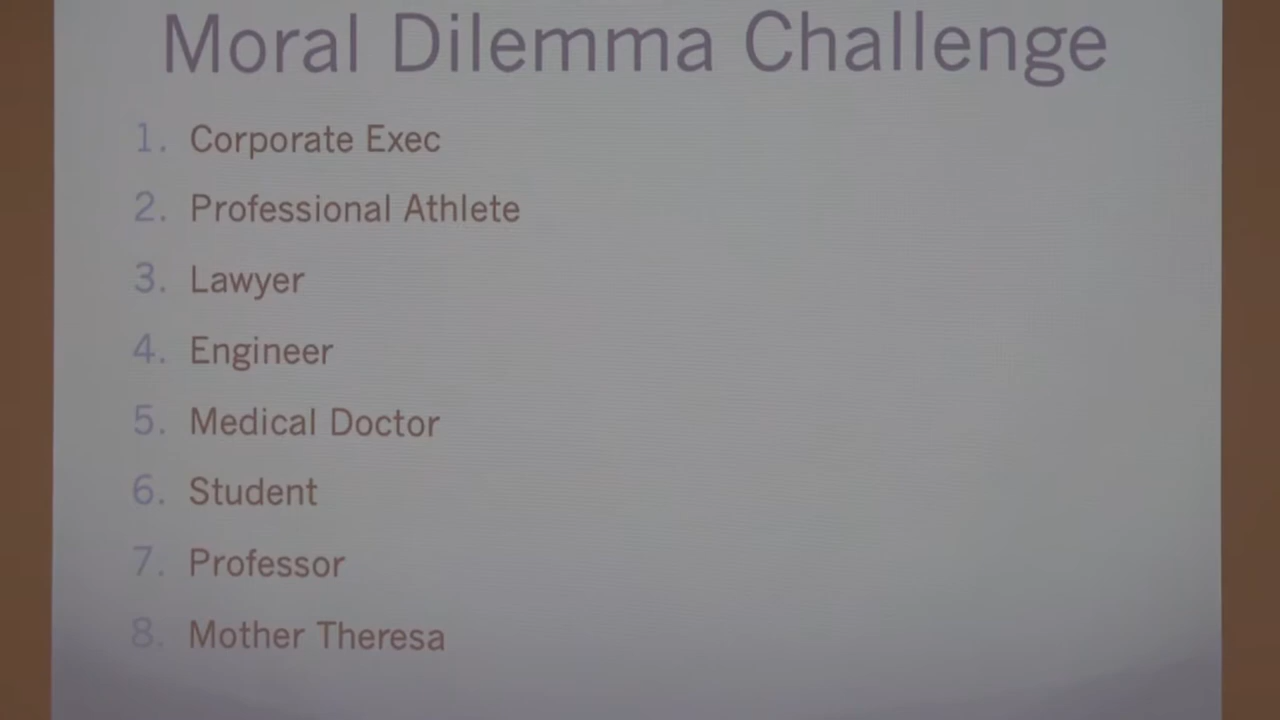 Moral Dilemma Challenge
1. Corporate Exec
2. Professional Athlete
3. Lawyer
4. Engineer
5. Medical Doctor
6. Student
7. Professor
8. Mother Theresa